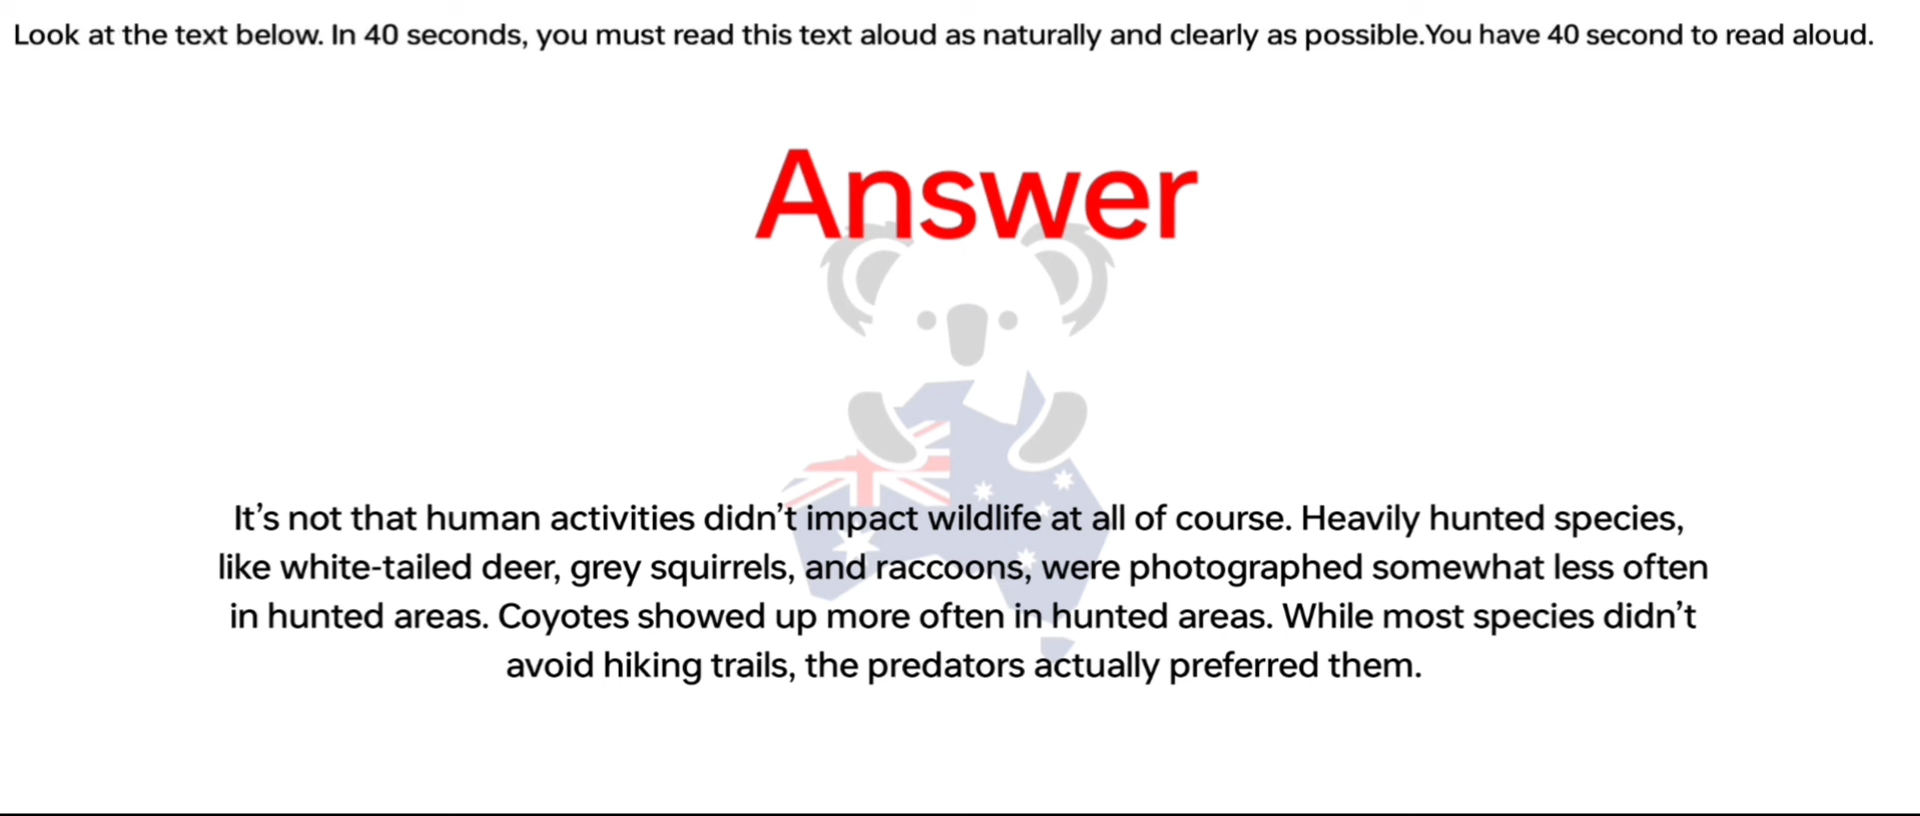 Look at the text below. In 40 seconds, you must read this text aloud as naturally and clearly as possible.You have 40 second to read aloud.
Answer
It’s not that human activities didn’t impact wildlife at all of course. Heavily hunted species,
like white-tailed deer, grey squirrels, and raccoons, were photographed somewhat less often
in hunted areas. Coyotes showed up more often in hunted areas. While most species didn’t
avoid hiking trails, the predators actually preferred them.